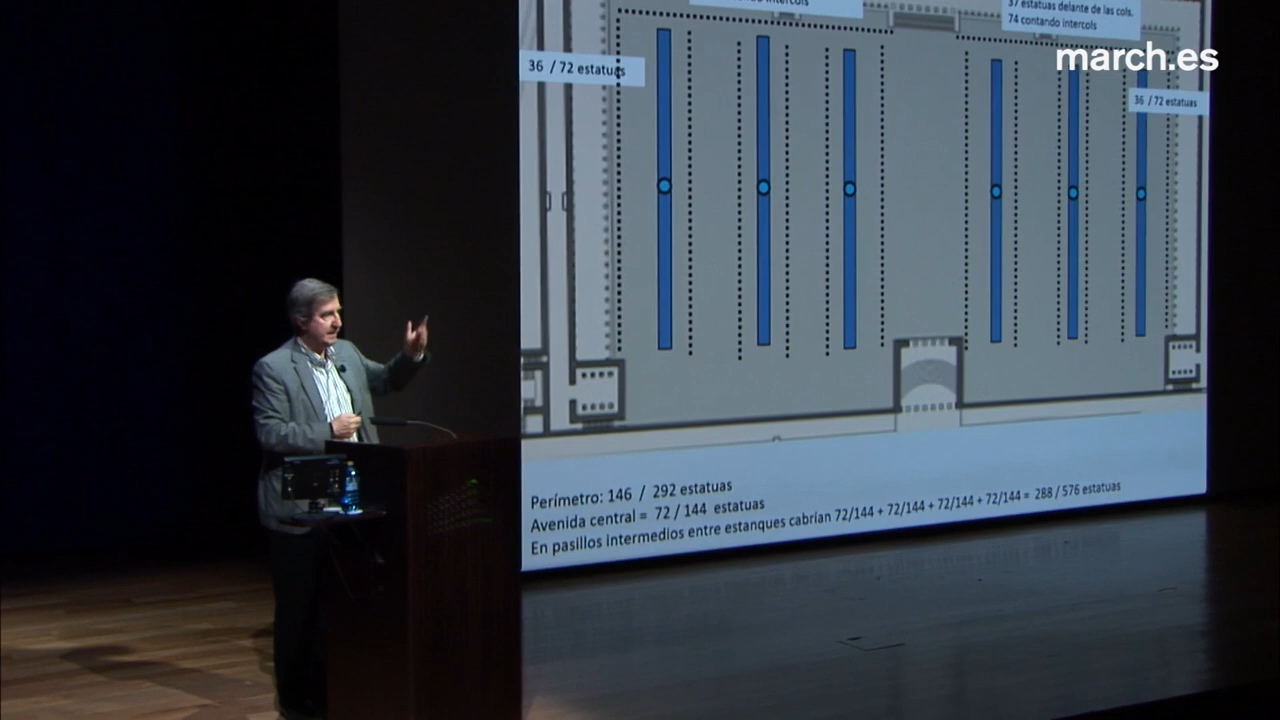 intercols
37 estatuas delante de las cols.
74 contando intercols
march.es
36 / 72 estatuas
36 / 72 estatuas
Perímetro: 146 / 292 estatuas
Avenida central = 72 / 144 estatuas
En pasillos intermedios entre estanques cabrían 72/144 + 72/144 + 72/144 + 72/144 = 288 / 576 estatuas